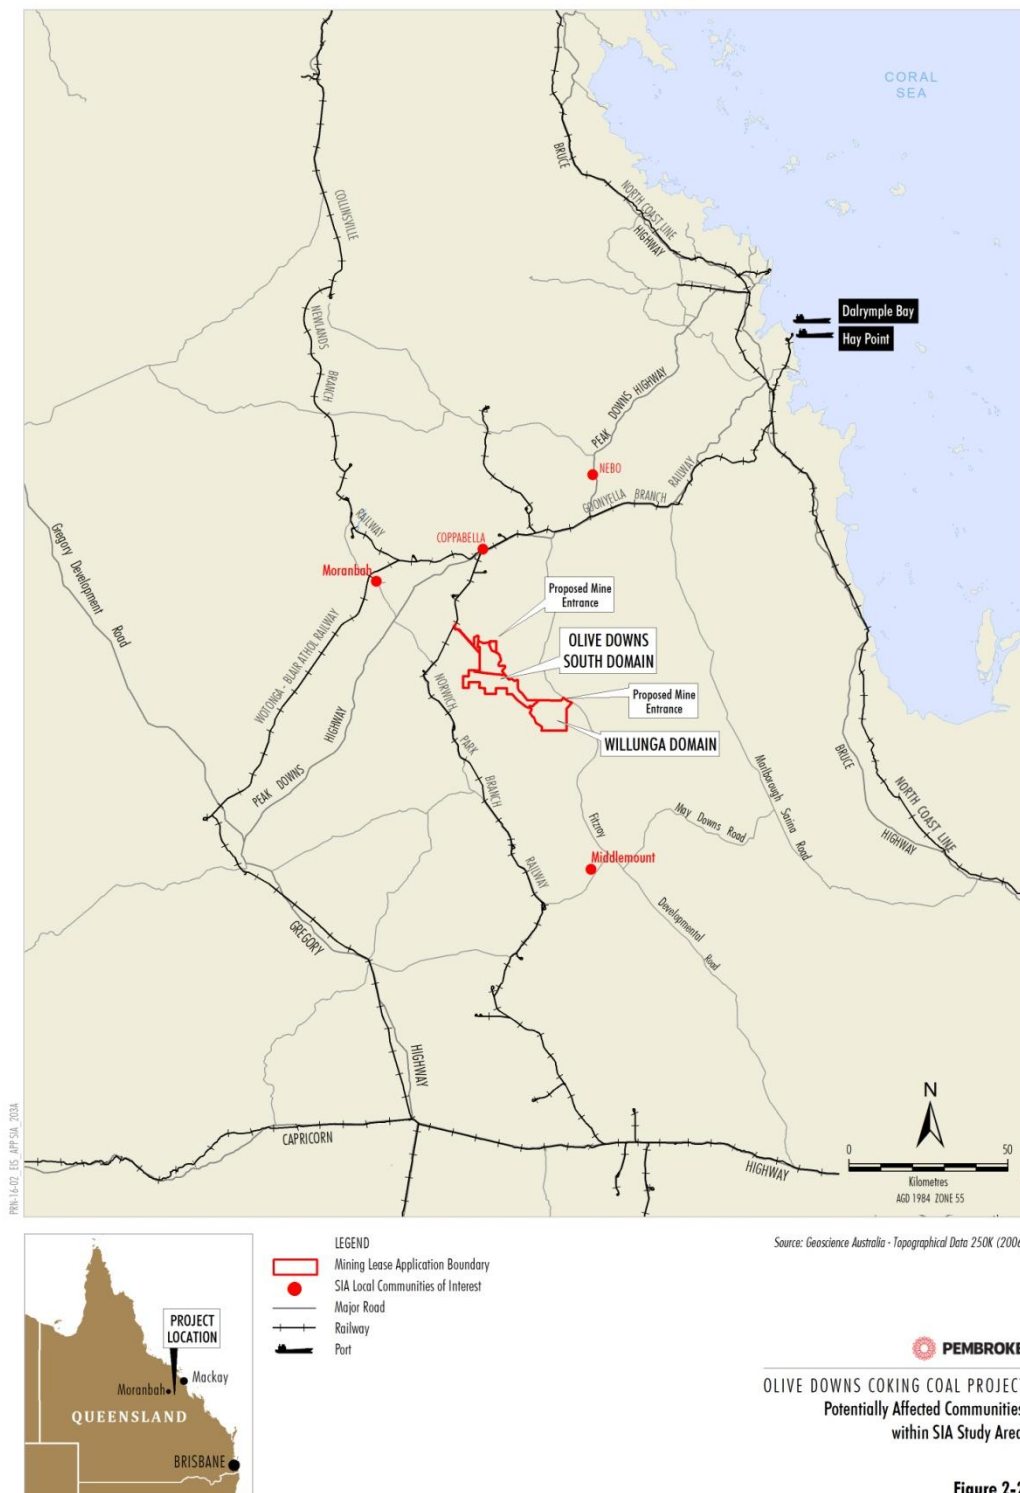 CORAL
SEA
BRUCE
NORTH COAST LINE
HIGHWAY
COLLINSVILLE
NEWLANDS
BRANCH
RAILWAY
Dalrymple Bay
Hay Point
PEAK DOWNS HIGHWAY
NEBO
GOONYELLA BRANCH RAILWAY
COPPABELLA
Moranbah
Gregory Development Road
WOTONGA - BLAIR ATHOL RAILWAY
Proposed Mine
Entrance
OLIVE DOWNS
SOUTH DOMAIN
Proposed Mine
Entrance
WILLUNGA DOMAIN
NORWICH
PARK
BRANCH
RAILWAY
PEAK DOWNS HIGHWAY
Fitzroy
Developmental
Road
May Downs Road
Marlborough Sarina Road
BRUCE
HIGHWAY
NORTH COAST LINE
Middlemount
GREGORY
HIGHWAY
CAPRICORN
HIGHWAY
N
0 50
Kilometres
AGD 1984 ZONE 55
PRN-16-02_EIS_APP SIA_203A
Source: Geoscience Australia - Topographical Data 250K (2006
LEGEND
Mining Lease Application Boundary
SIA Local Communities of Interest
Major Road
Railway
Port
PROJECT
LOCATION
Mackay
Moranbah
QUEENSLAND
BRISBANE
PEMBROKE
OLIVE DOWNS COKING COAL PROJECT
Potentially Affected Communities
within SIA Study Area
Figure 2-2